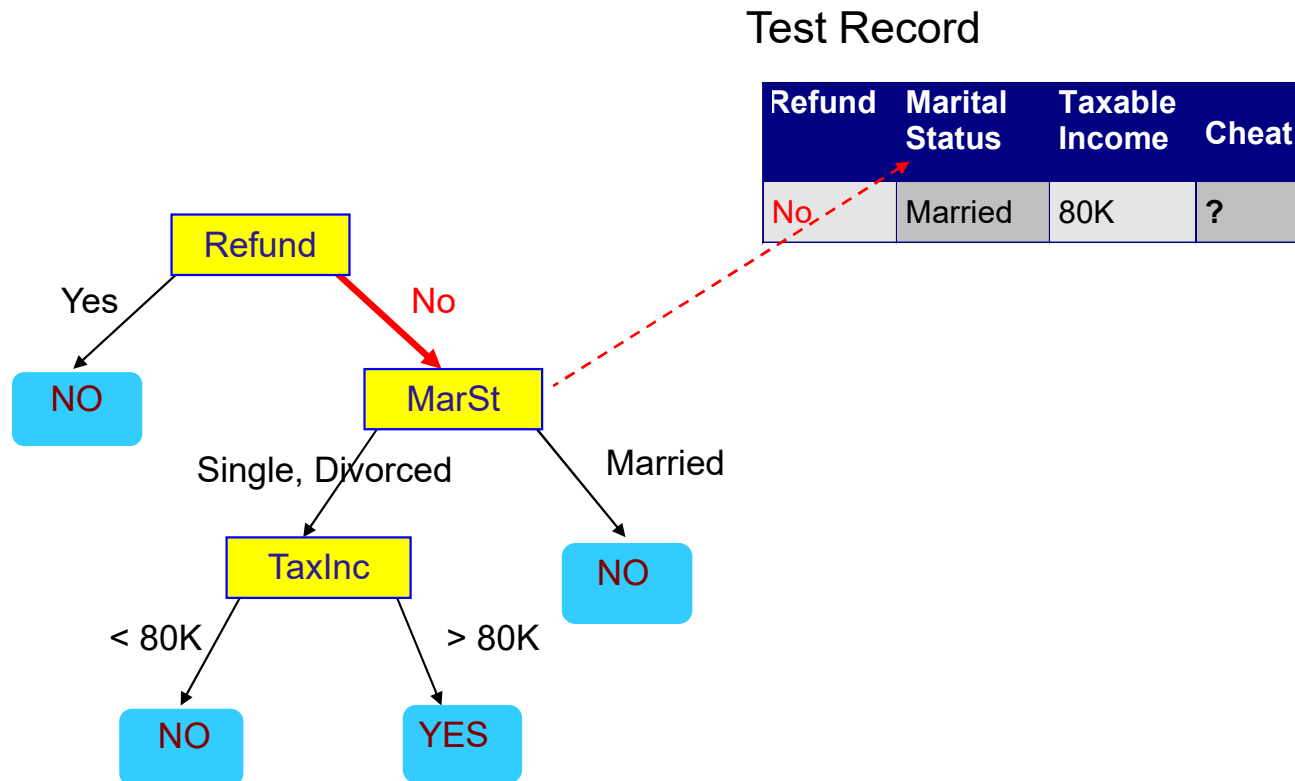 Test Record
Refund Marital Status Taxable Income Cheat
No Married 80K ?
Refund
Yes No
NO MarSt
Single, Divorced Married
TaxInc NO
< 80K > 80K
NO YES